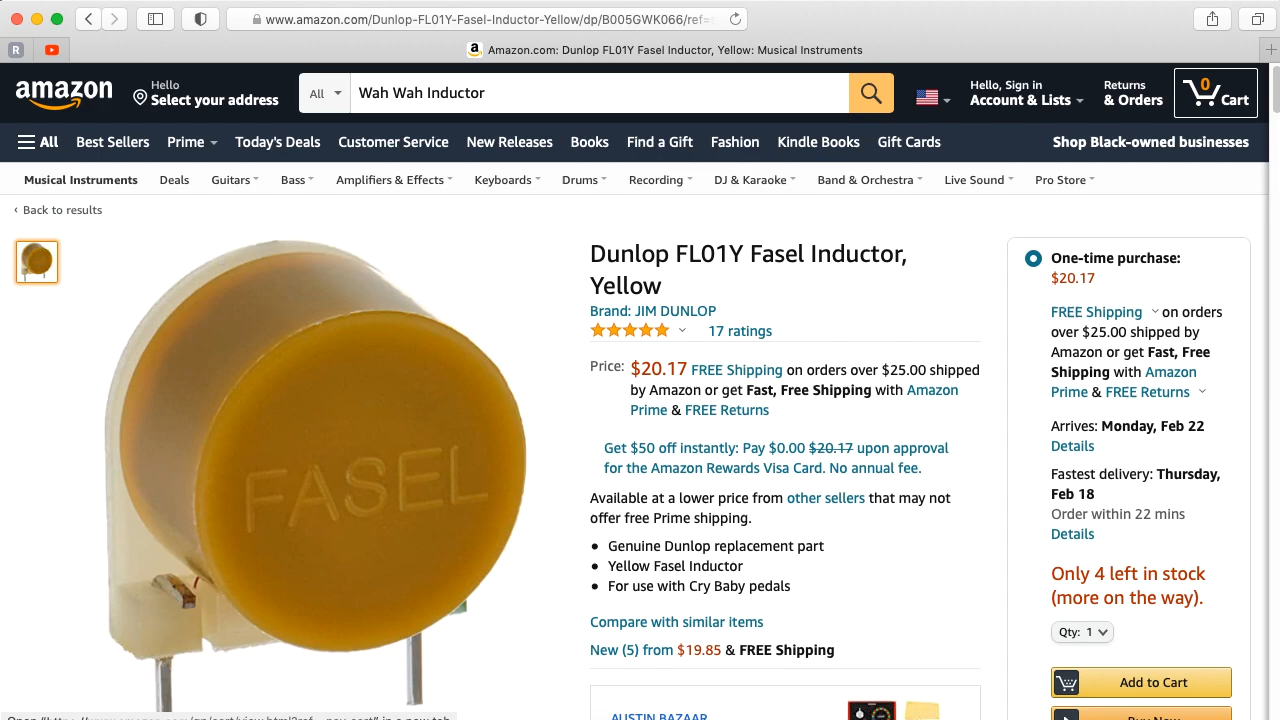 www.amazon.com/Dunlop-FL01Y-Fasel-Inductor-Yellow/dp/B005GWK066/ref=
R
a Amazon.com: Dunlop FL01Y Fasel Inductor, Yellow: Musical Instruments
amazon
Hello
Select your address
All
Wah Wah Inductor
Hello, Sign in
Account & Lists
Returns
& Orders
0
Cart
All Best Sellers Prime Today's Deals Customer Service New Releases Books Find a Gift Fashion Kindle Books Gift Cards Shop Black-owned businesses
Musical Instruments Deals Guitars Bass Amplifiers & Effects Keyboards Drums Recording DJ & Karaoke Band & Orchestra Live Sound Pro Store
‹ Back to results
FASEL
Dunlop FL01Y Fasel Inductor,
Yellow
Brand: JIM DUNLOP
17 ratings
Price: $20.17 FREE Shipping on orders over $25.00 shipped
by Amazon or get Fast, Free Shipping with Amazon
Prime & FREE Returns
Get $50 off instantly: Pay $0.00 $20.17 upon approval
for the Amazon Rewards Visa Card. No annual fee.
Available at a lower price from other sellers that may not
offer free Prime shipping.
• Genuine Dunlop replacement part
• Yellow Fasel Inductor
• For use with Cry Baby pedals
Compare with similar items
New (5) from $19.85 & FREE Shipping
AUSTIN BAZAAR
One-time purchase:
$20.17
FREE Shipping on orders
over $25.00 shipped by
Amazon or get Fast, Free
Shipping with Amazon
Prime & FREE Returns
Arrives: Monday, Feb 22
Details
Fastest delivery: Thursday,
Feb 18
Order within 22 mins
Details
Only 4 left in stock
(more on the way).
Qty: 1
Add to Cart
Buy Now